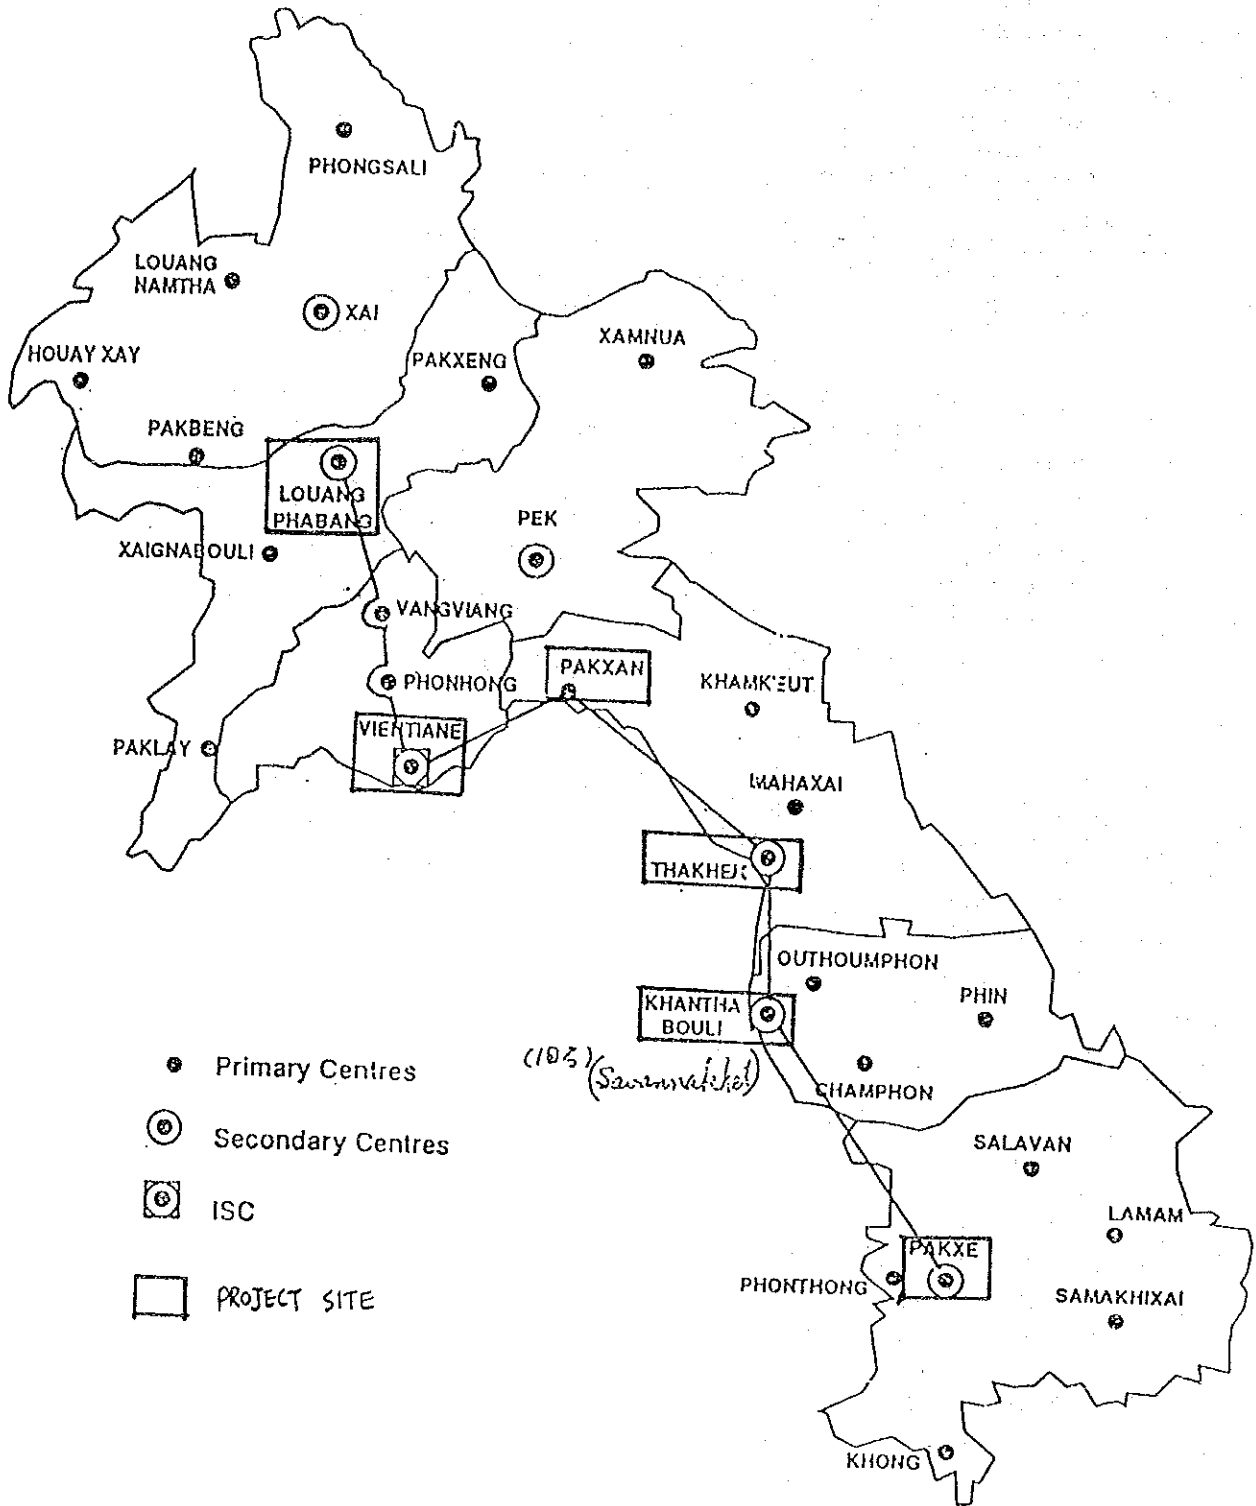 PHONGSALI
LOUANG
NAMTHA
XAI
XAMNUA
HOUAY XAY
PAKXENG
PAKBENG
LOUANG
PHABANG
PEK
XAIGNABOULI
VANGVIANG
PAKXAN
PHONHONG
KHAMKEUT
VIENTIANE
PAKLAY
MAHAXAI
THAKHEK
OUTHOUMPHON
PHIN
KHANTHA
BOULI
CHAMPHON
Primary Centres
Secondary Centres
ISC
PROJECT SITE
SALAVAN
LAMAM
PAKXE
PHONTHONG
SAMAKHIXAI
KHONG